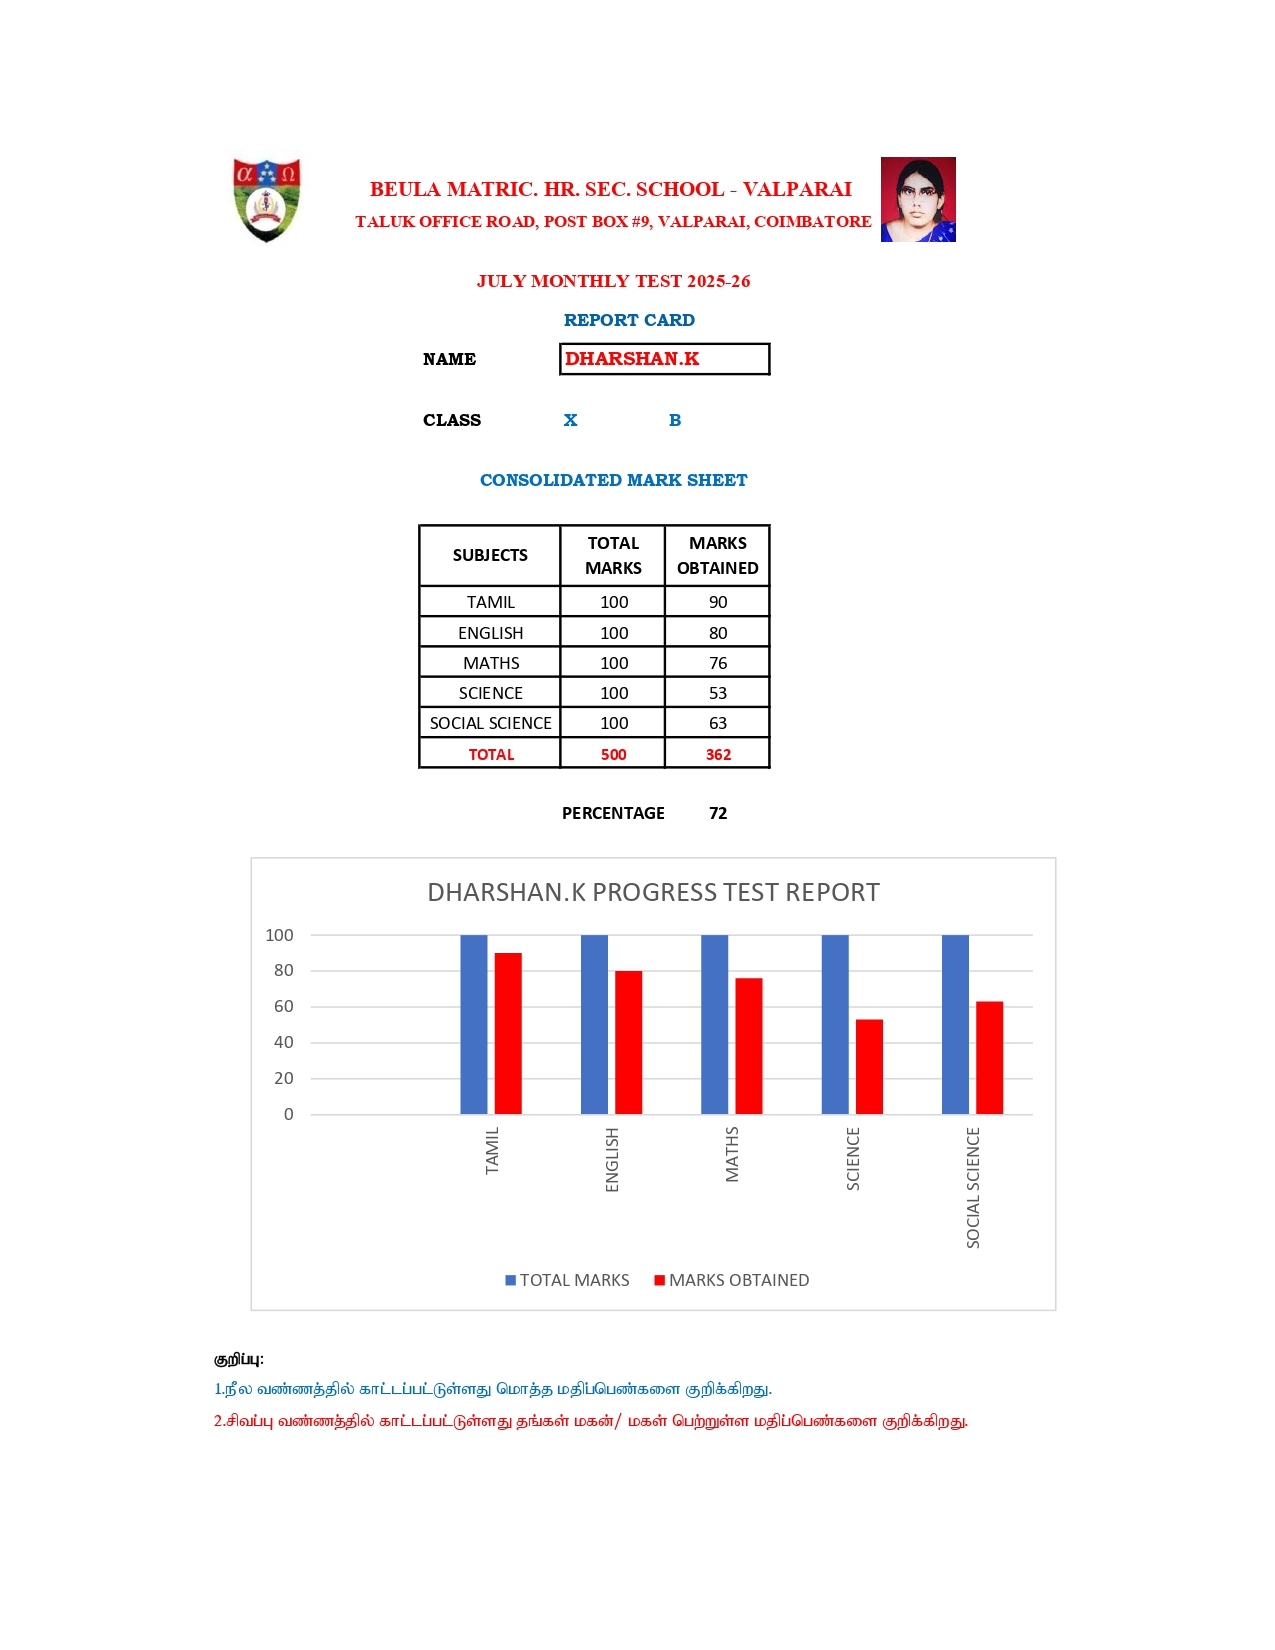 α Ω
BEULA MATRIC. HR. SEC. SCHOOL - VALPARAI
TALUK OFFICE ROAD, POST BOX #9, VALPARAI, COIMBATORE
JULY MONTHLY TEST 2025-26
REPORT CARD
NAME DHARSHAN.K
CLASS X B
CONSOLIDATED MARK SHEET
SUBJECTS TOTAL MARKS MARKS OBTAINED
TAMIL 100 90
ENGLISH 100 80
MATHS 100 76
SCIENCE 100 53
SOCIAL SCIENCE 100 63
TOTAL 500 362
PERCENTAGE 72
DHARSHAN.K PROGRESS TEST REPORT
100
80
60
40
20
0
TAMIL ENGLISH MATHS SCIENCE SOCIAL SCIENCE
TOTAL MARKS MARKS OBTAINED
குறிப்பு:
1.நீல வண்ணத்தில் காட்டப்பட்டுள்ளது மொத்த மதிப்பெண்களை குறிக்கிறது.
2.சிவப்பு வண்ணத்தில் காட்டப்பட்டுள்ளது தங்கள் மகன்/ மகள் பெற்றுள்ள மதிப்பெண்களை குறிக்கிறது.